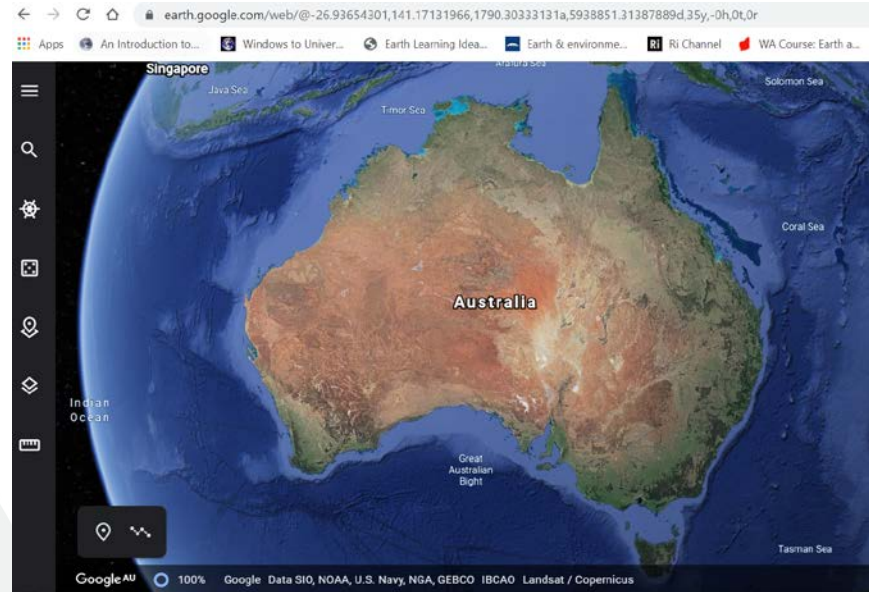 earth.google.com/web/@-26.93654301,141.17131966,1790.30333131a,5938851.31387889d,35y,-0h,0t,0r
Apps An Introduction to... Windows to Univer... Earth Learning Idea... Earth & environme... Ri Ri Channel WA Course: Earth a...
Singapore
Arafura Sea
Java Sea
Solomon Sea
Timor Sea
Coral Sea
Australia
Indian
Ocean
Great
Australian
Bight
Tasman Sea
Google AU 100% Google Data SIO, NOAA, U.S. Navy, NGA, GEBCO IBCAO Landsat / Copernicus